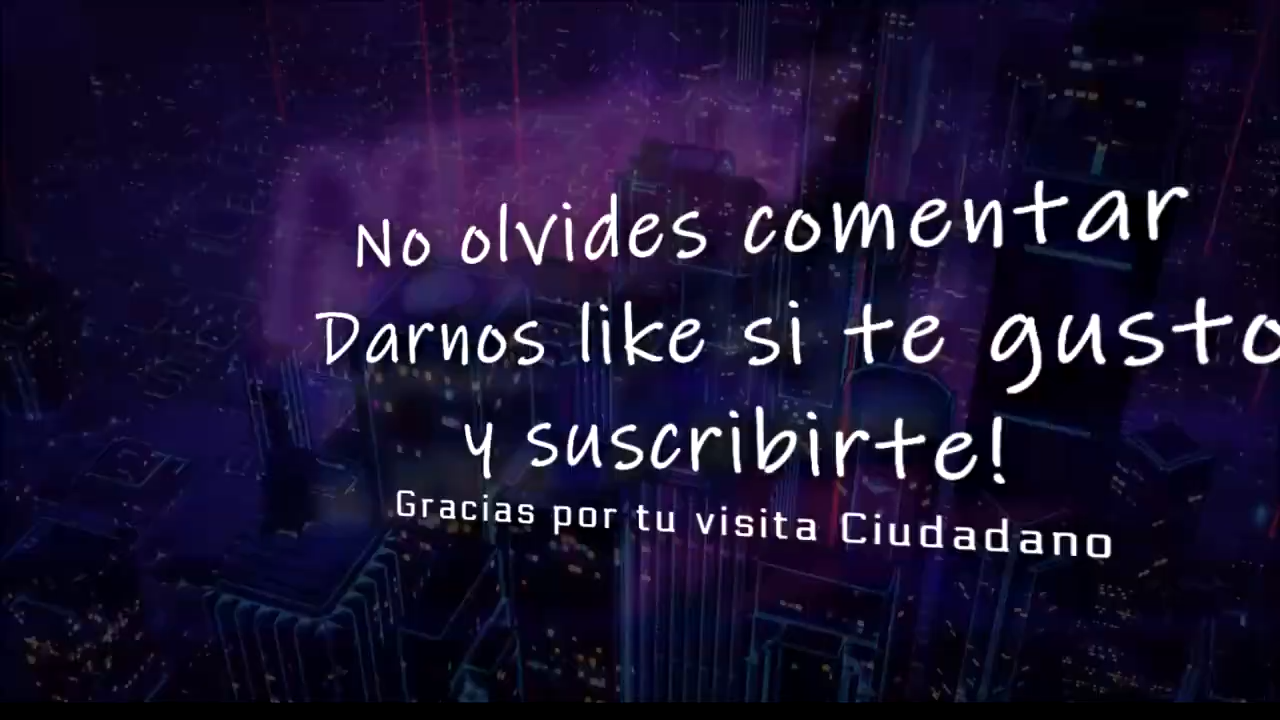 No olvides comentar
Darnos like si te gusto
y suscribirte!
Gracias por tu visita Ciudadano